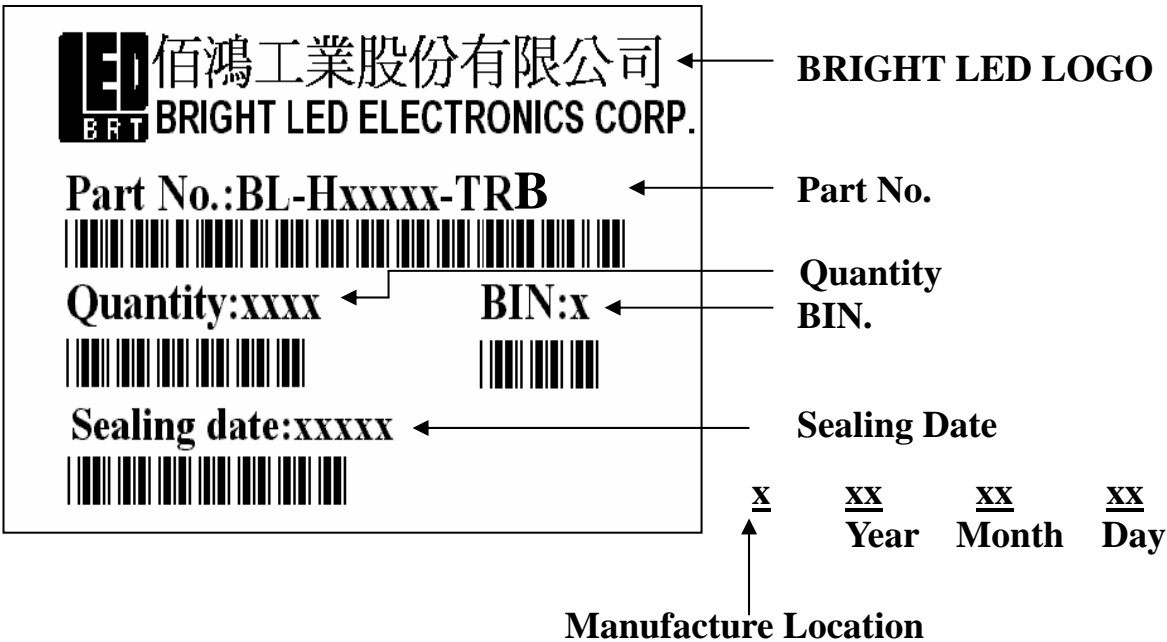 LED
BRT
佰鴻工業股份有限公司
BRIGHT LED ELECTRONICS CORP.
BRIGHT LED LOGO
Part No.:BL-Hxxxxx-TRB
Part No.
Quantity:xxxx
BIN:x
Quantity
BIN.
Sealing date:xxxxx
Sealing Date
x xx xx xx
Year Month Day
Manufacture Location